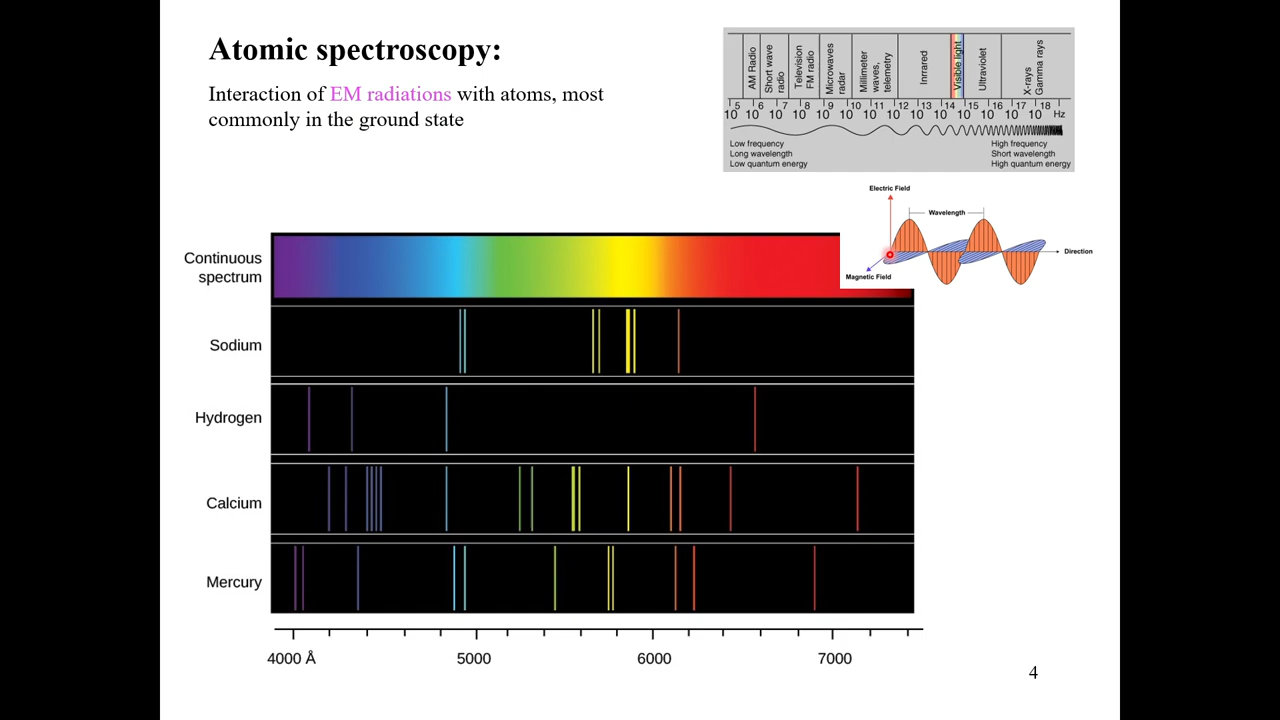 Atomic spectroscopy:
Interaction of EM radiations with atoms, most
commonly in the ground state
AM Radio
Short wave
radio
Television
FM radio
Microwaves
radar
Millimeter
waves,
telemetry
Inrrared
Visible light
Ultraviolet
X-rays
Gamma rays
10^5 10^6 10^7 10^8 10^9 10^10 10^11 10^12 10^13 10^14 10^15 10^16 10^17 10^18 Hz
Low frequency
Long wavelength
Low quantum energy
High frequency
Short wavelength
High quantum energy
Electric Field
Wavelength
Direction
Magnetic Field
Continuous
spectrum
Sodium
Hydrogen
Calcium
Mercury
4000 Å 5000 6000 7000
4